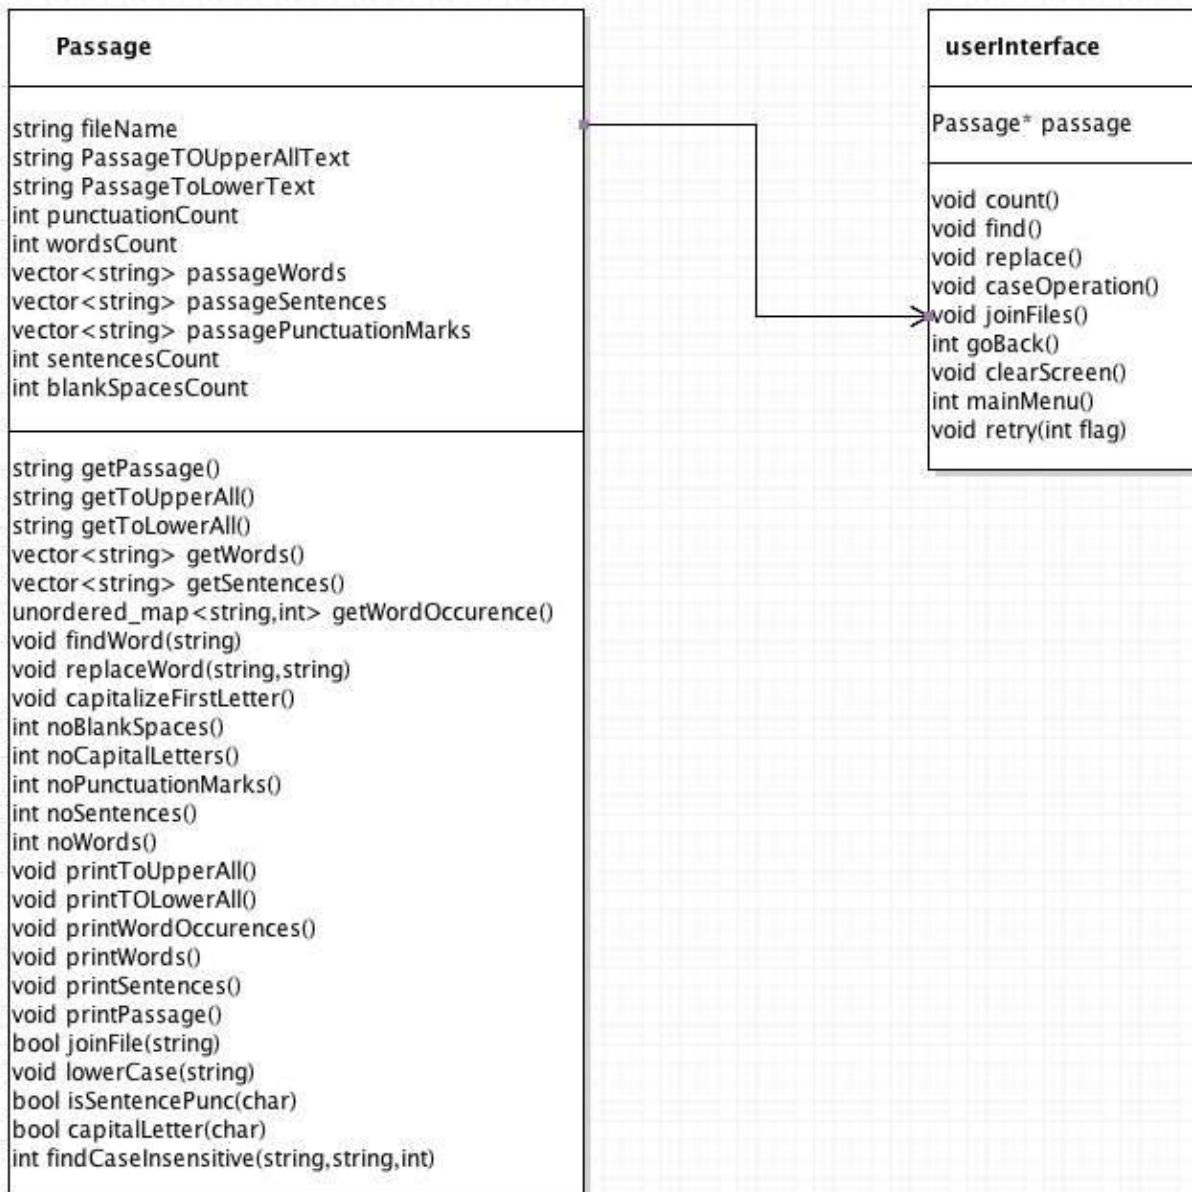 Passage
string fileName
string PassageTOUpperAllText
string PassageToLowerText
int punctuationCount
int wordsCount
vector<string> passageWords
vector<string> passageSentences
vector<string> passagePunctuationMarks
int sentencesCount
int blankSpacesCount
string getPassage()
string getToUpperAll()
string getToLowerAll()
vector<string> getWords()
vector<string> getSentences()
unordered_map<string,int> getWordOccurence()
void findWord(string)
void replaceWord(string,string)
void capitalizeFirstLetter()
int noBlankSpaces()
int noCapitalLetters()
int noPunctuationMarks()
int noSentences()
int noWords()
void printToUpperAll()
void printTOLowerAll()
void printWordOccurences()
void printWords()
void printSentences()
void printPassage()
bool joinFile(string)
void lowerCase(string)
bool isSentencePunc(char)
bool capitalLetter(char)
int findCaseInsensitive(string,string,int)
userInterface
Passage* passage
void count()
void find()
void replace()
void caseOperation()
void joinFiles()
int goBack()
void clearScreen()
int mainMenu()
void retry(int flag)